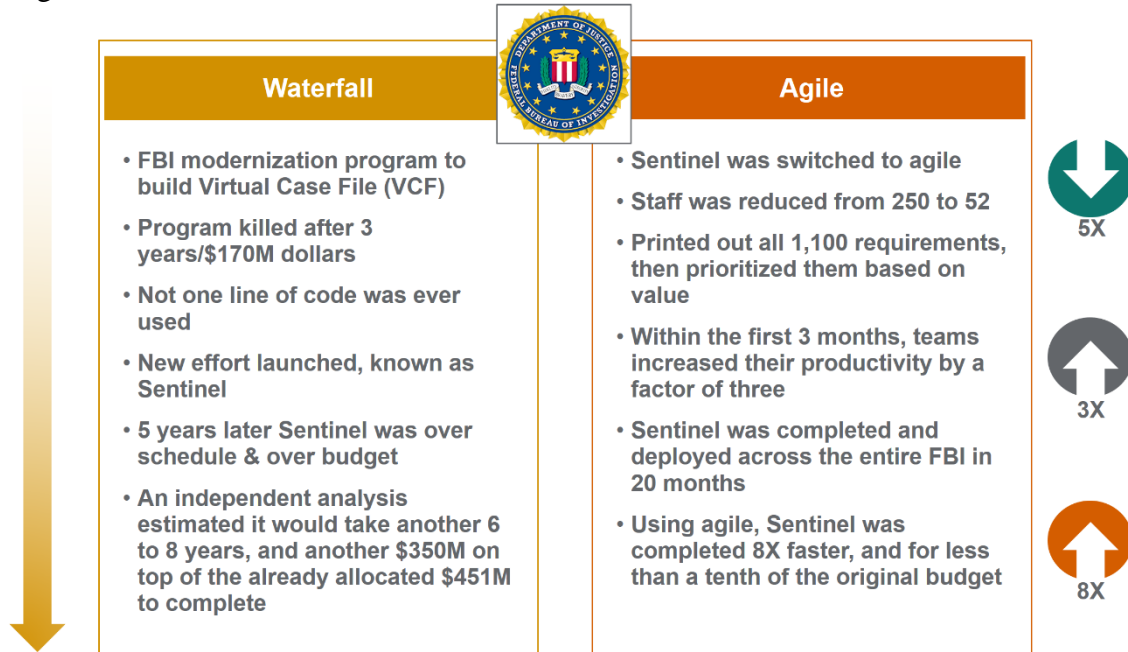 DEPARTMENT OF JUSTICE
FEDERAL BUREAU OF INVESTIGATION
Waterfall
• FBI modernization program to
build Virtual Case File (VCF)
• Program killed after 3
years/$170M dollars
• Not one line of code was ever
used
• New effort launched, known as
Sentinel
• 5 years later Sentinel was over
schedule & over budget
• An independent analysis
estimated it would take another 6
to 8 years, and another $350M on
top of the already allocated $451M
to complete
Agile
• Sentinel was switched to agile
• Staff was reduced from 250 to 52
• Printed out all 1,100 requirements,
then prioritized them based on
value
• Within the first 3 months, teams
increased their productivity by a
factor of three
• Sentinel was completed and
deployed across the entire FBI in
20 months
• Using agile, Sentinel was
completed 8X faster, and for less
than a tenth of the original budget
5X
3X
8X